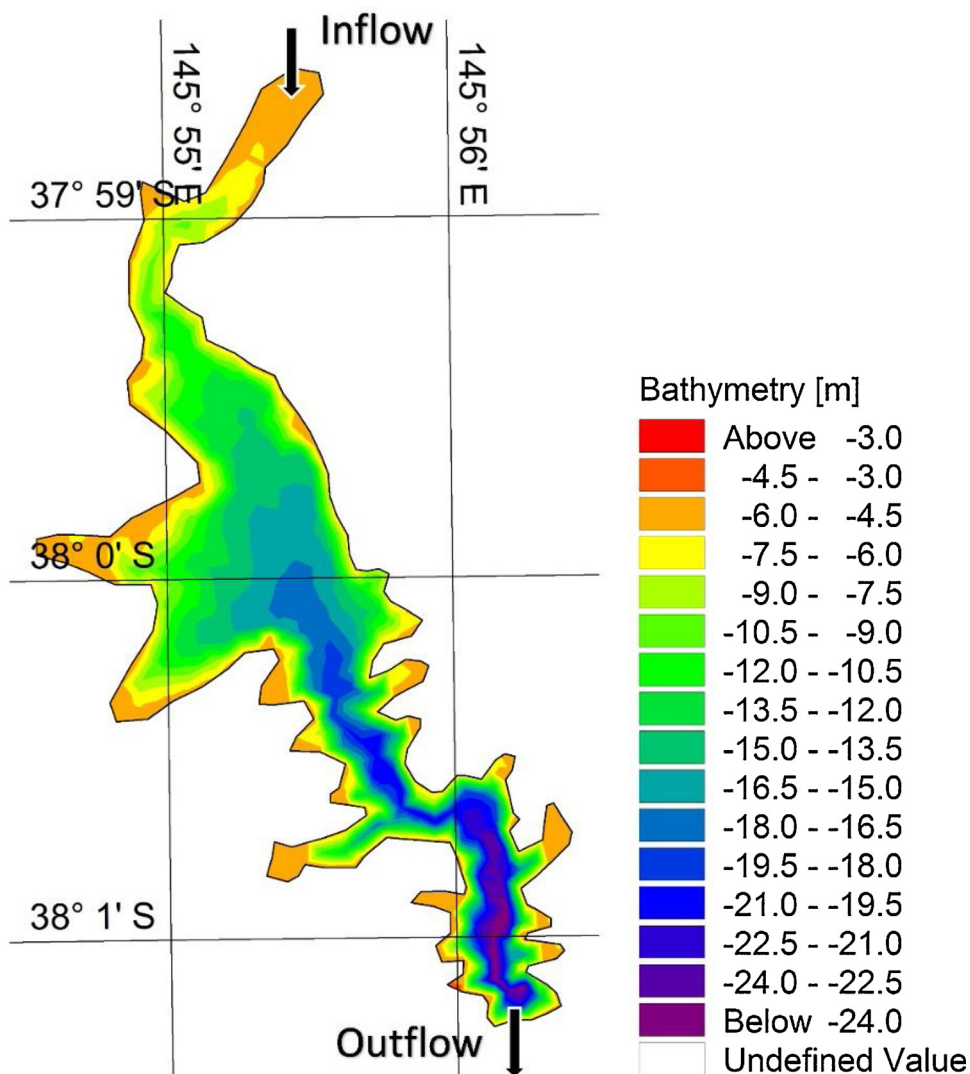 Inflow
145° 55' E
145° 56' E
37° 59' S
38° 0' S
38° 1' S
Outflow
Bathymetry [m]
Above -3.0
-4.5 - -3.0
-6.0 - -4.5
-7.5 - -6.0
-9.0 - -7.5
-10.5 - -9.0
-12.0 - -10.5
-13.5 - -12.0
-15.0 - -13.5
-16.5 - -15.0
-18.0 - -16.5
-19.5 - -18.0
-21.0 - -19.5
-22.5 - -21.0
-24.0 - -22.5
Below -24.0
Undefined Value